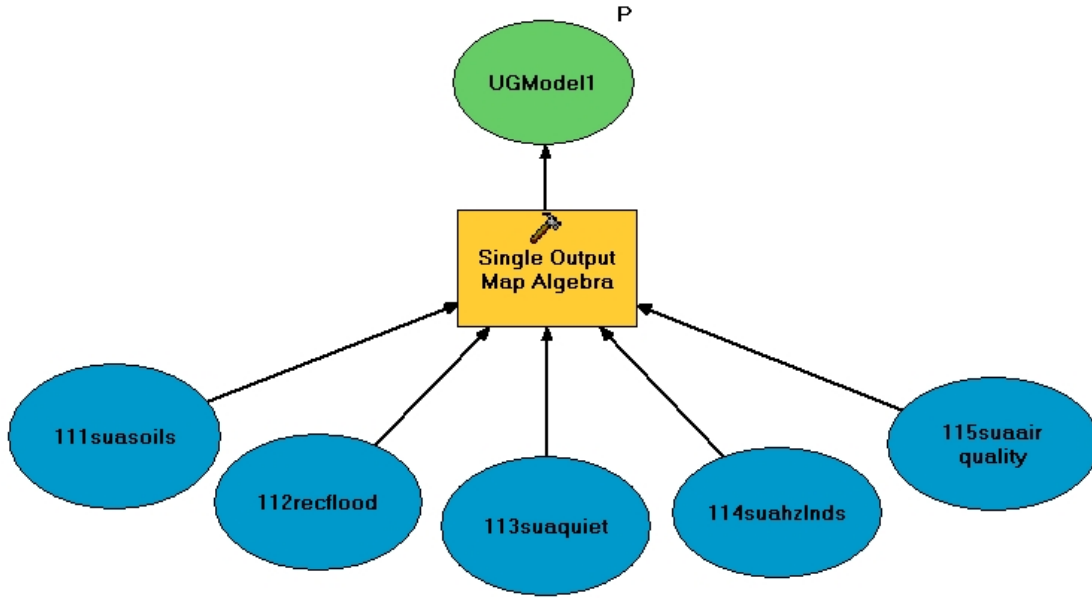 P
UGModel1
Single Output
Map Algebra
111suasoils
112recflood
113suaquiet
114suahzlnds
115suaair
quality